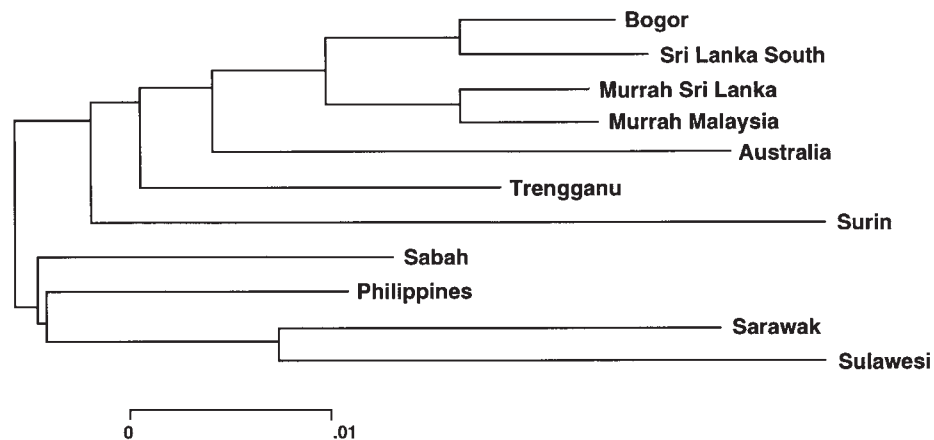 Bogor
Sri Lanka South
Murrah Sri Lanka
Murrah Malaysia
Australia
Trengganu
Surin
Sabah
Philippines
Sarawak
Sulawesi
0 .01